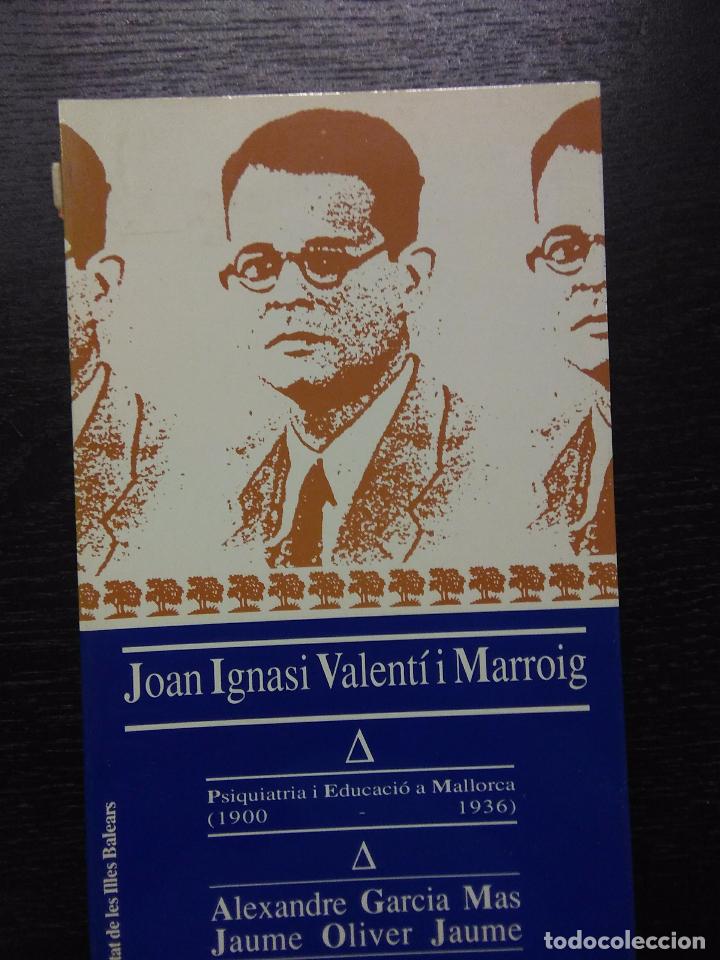 Joan Ignasi Valentí i Marroig
Δ
Psiquiatria i Educació a Mallorca
(1900 - 1936)
Δ
Alexandre Garcia Mas
Jaume Oliver Jaume
tat de les Illes Balears
todocoleccion